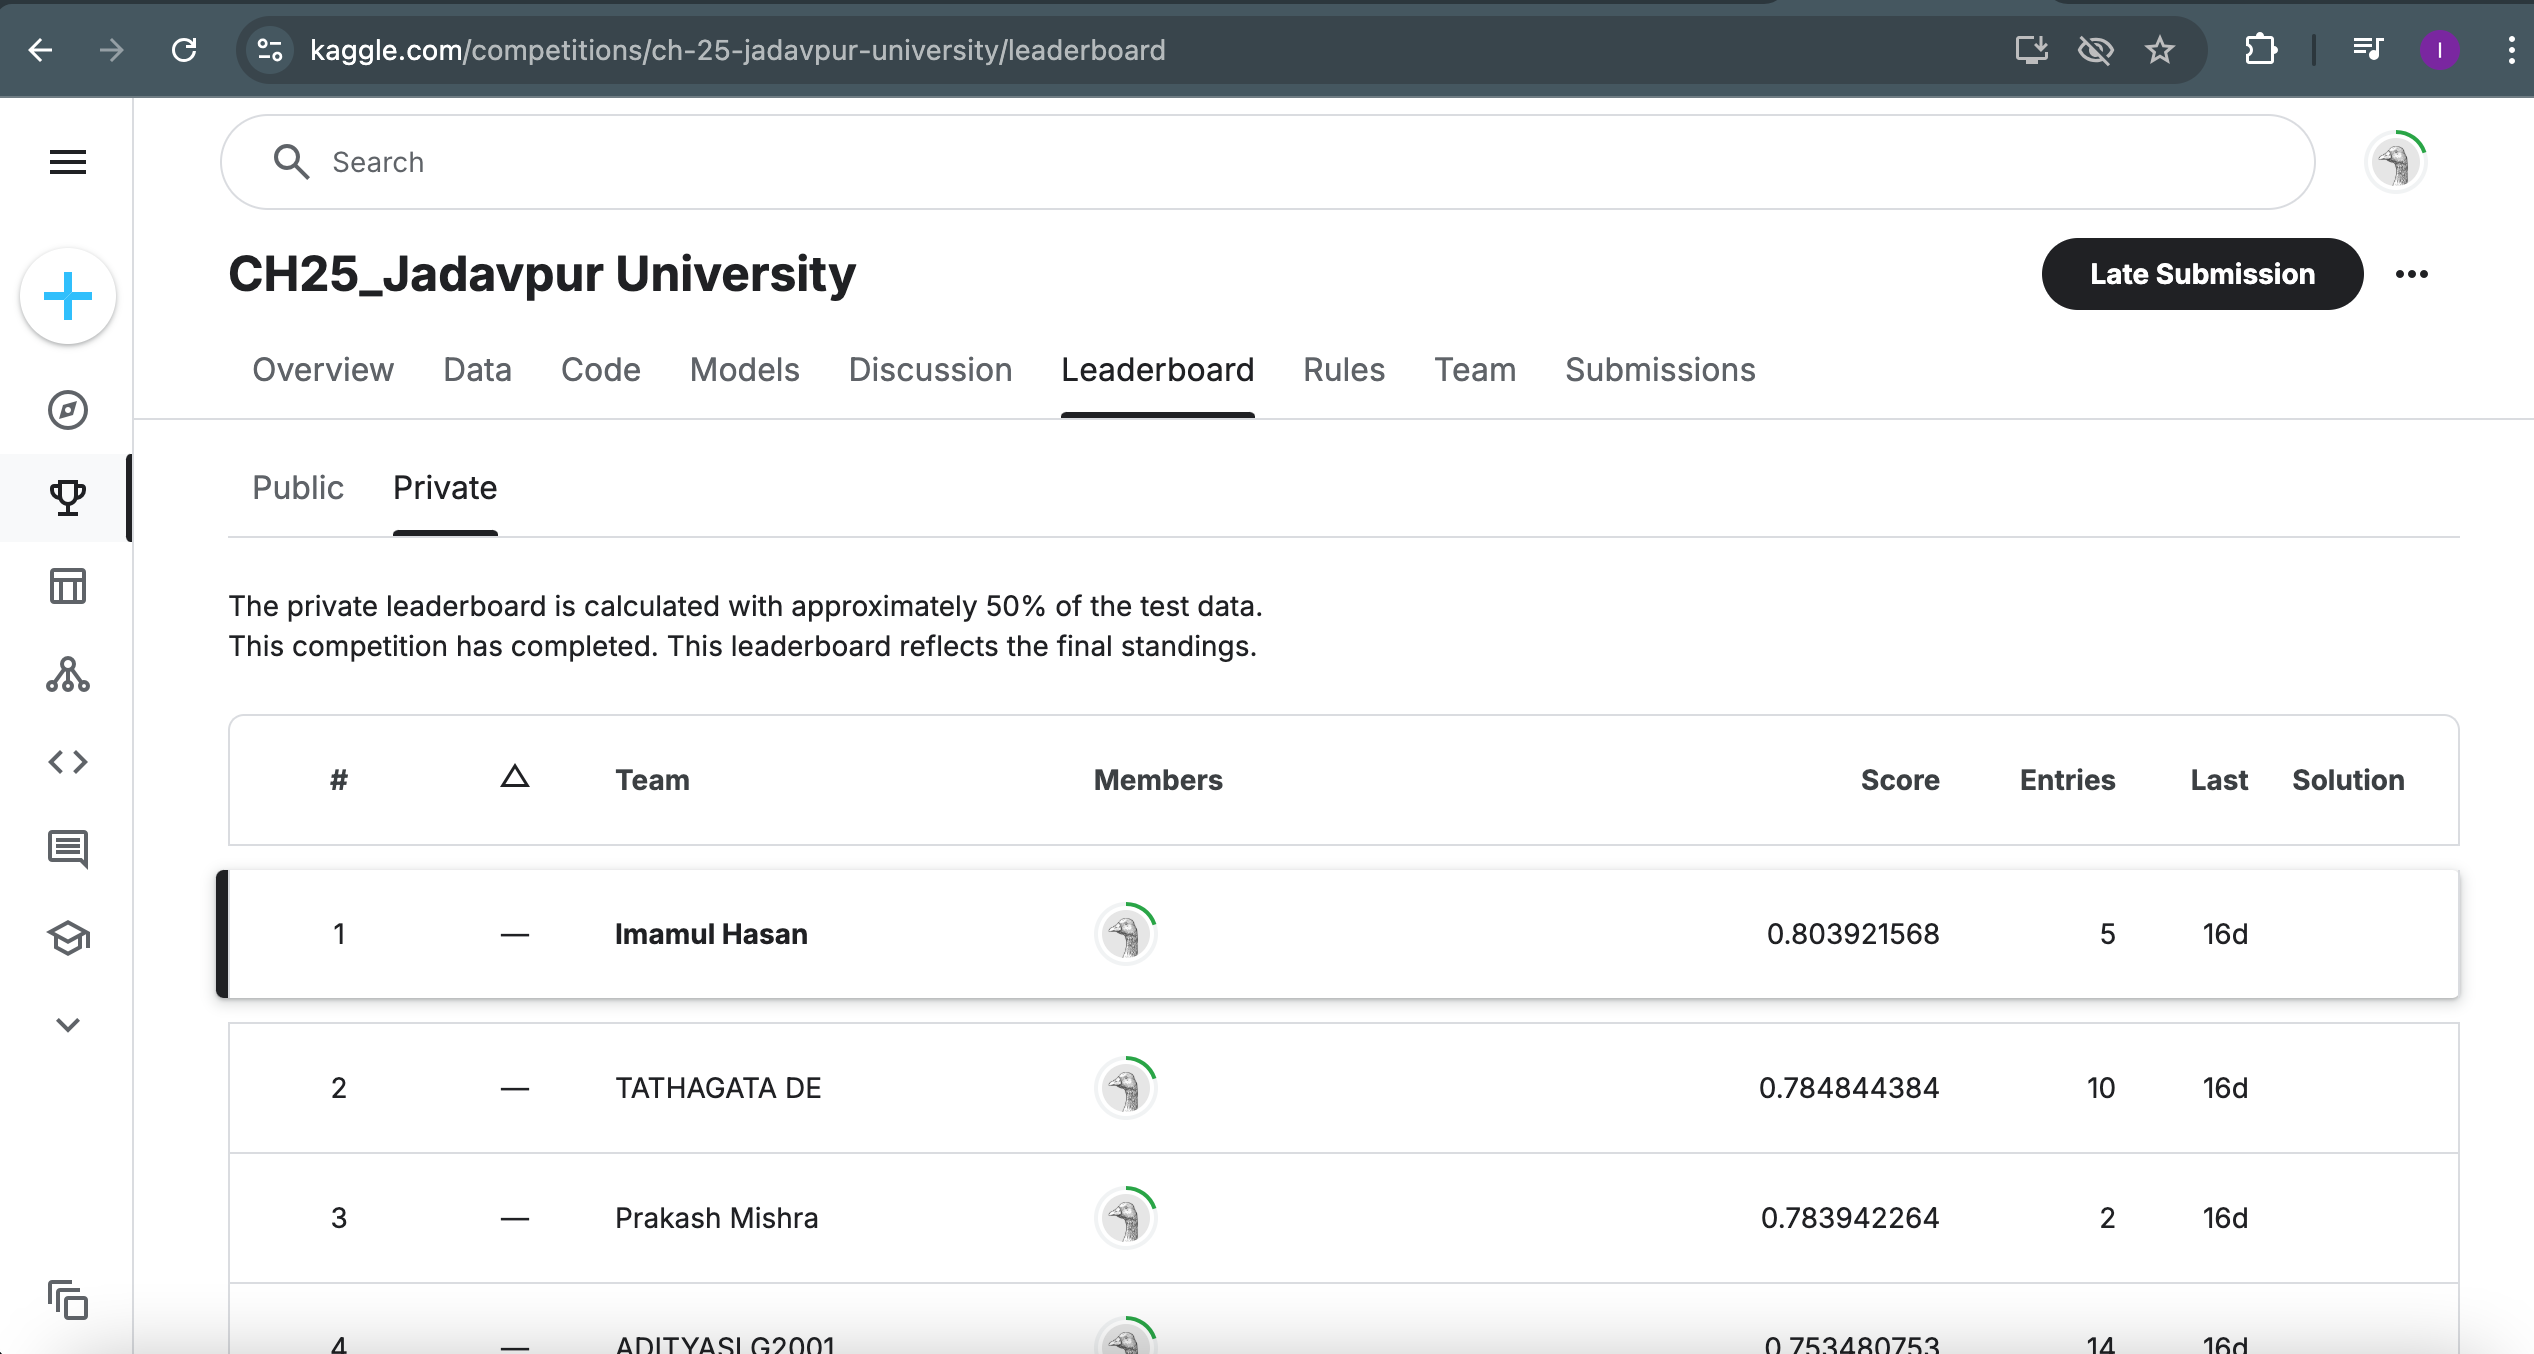 kaggle.com/competitions/ch-25-jadavpur-university/leaderboard
I
Search
CH25_Jadavpur University
Late Submission
Overview Data Code Models Discussion Leaderboard Rules Team Submissions
Public Private
The private leaderboard is calculated with approximately 50% of the test data.
This competition has completed. This leaderboard reflects the final standings.
# Team Members Score Entries Last Solution
1 — Imamul Hasan 0.803921568 5 16d
2 — TATHAGATA DE 0.784844384 10 16d
3 — Prakash Mishra 0.783942264 2 16d
4 — ADITYASLG2001 0.753480753 14 16d